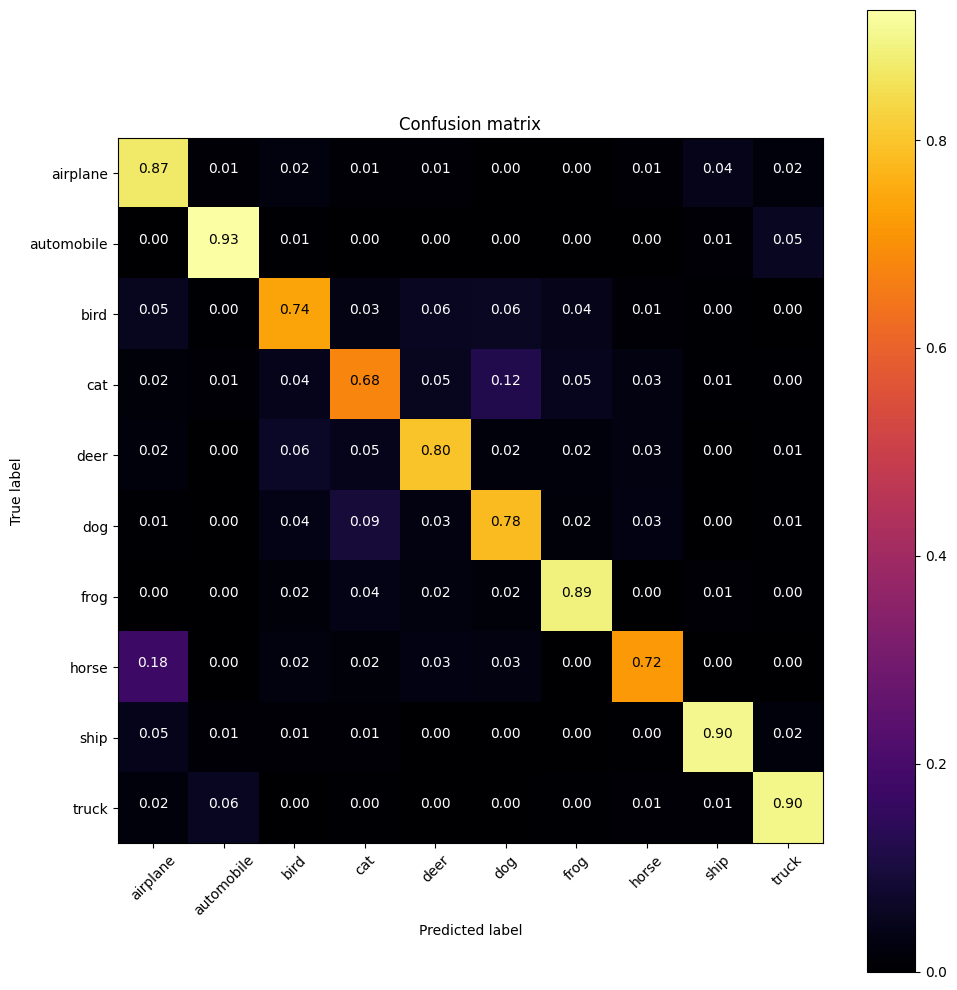 Confusion matrix
airplane 0.87 0.01 0.02 0.01 0.01 0.00 0.00 0.01 0.04 0.02
automobile 0.00 0.93 0.01 0.00 0.00 0.00 0.00 0.00 0.01 0.05
bird 0.05 0.00 0.74 0.03 0.06 0.06 0.04 0.01 0.00 0.00
cat 0.02 0.01 0.04 0.68 0.05 0.12 0.05 0.03 0.01 0.00
deer 0.02 0.00 0.06 0.05 0.80 0.02 0.02 0.03 0.00 0.01
dog 0.01 0.00 0.04 0.09 0.03 0.78 0.02 0.03 0.00 0.01
frog 0.00 0.00 0.02 0.04 0.02 0.02 0.89 0.00 0.01 0.00
horse 0.18 0.00 0.02 0.02 0.03 0.03 0.00 0.72 0.00 0.00
ship 0.05 0.01 0.01 0.01 0.00 0.00 0.00 0.00 0.90 0.02
truck 0.02 0.06 0.00 0.00 0.00 0.00 0.00 0.01 0.01 0.90
airplane automobile bird cat deer dog frog horse ship truck
Predicted label
True label
0.8
0.6
0.4
0.2
0.0